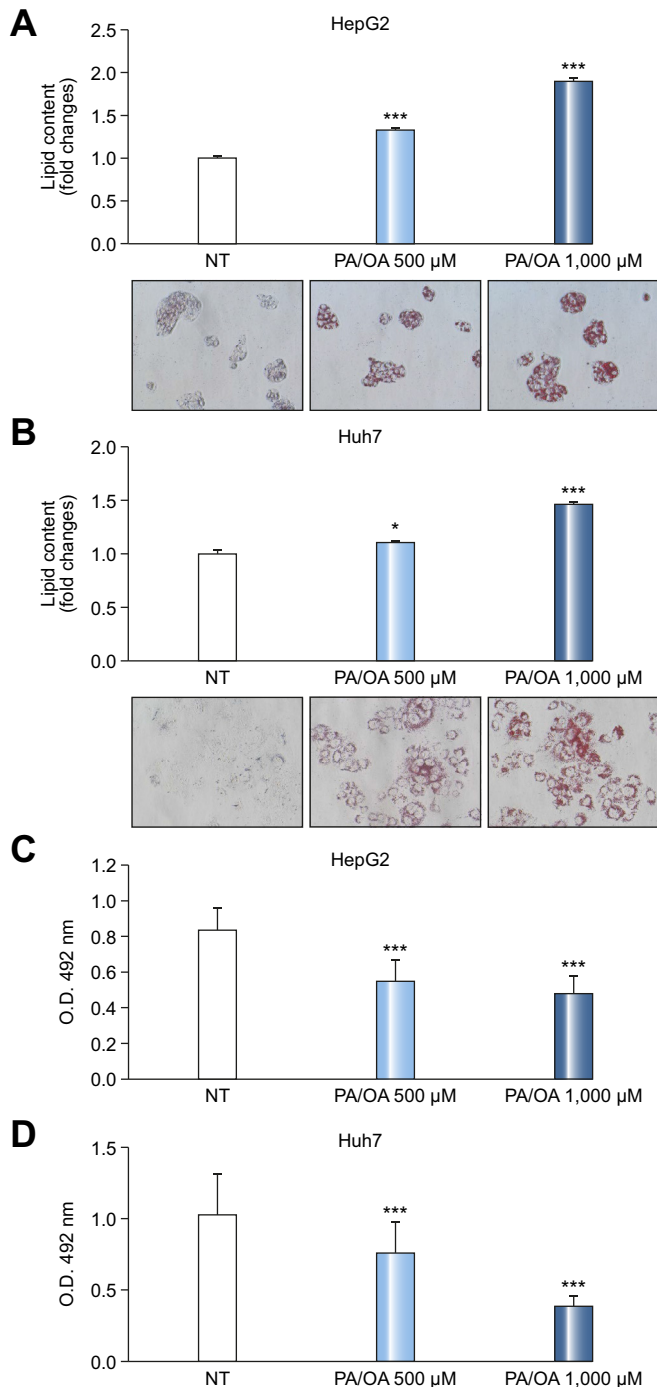 A
HepG2
Lipid content
(fold changes)
2.5
2.0
1.5
1.0
0.5
0.0
***
***
NT
PA/OA 500 µM
PA/OA 1,000 µM
B
Huh7
Lipid content
(fold changes)
2.0
1.5
1.0
0.5
0.0
*
***
NT
PA/OA 500 µM
PA/OA 1,000 µM
C
HepG2
O.D. 492 nm
1.2
1.0
0.8
0.6
0.4
0.2
0.0
***
***
NT
PA/OA 500 µM
PA/OA 1,000 µM
D
Huh7
O.D. 492 nm
1.5
1.0
0.5
0.0
***
***
NT
PA/OA 500 µM
PA/OA 1,000 µM